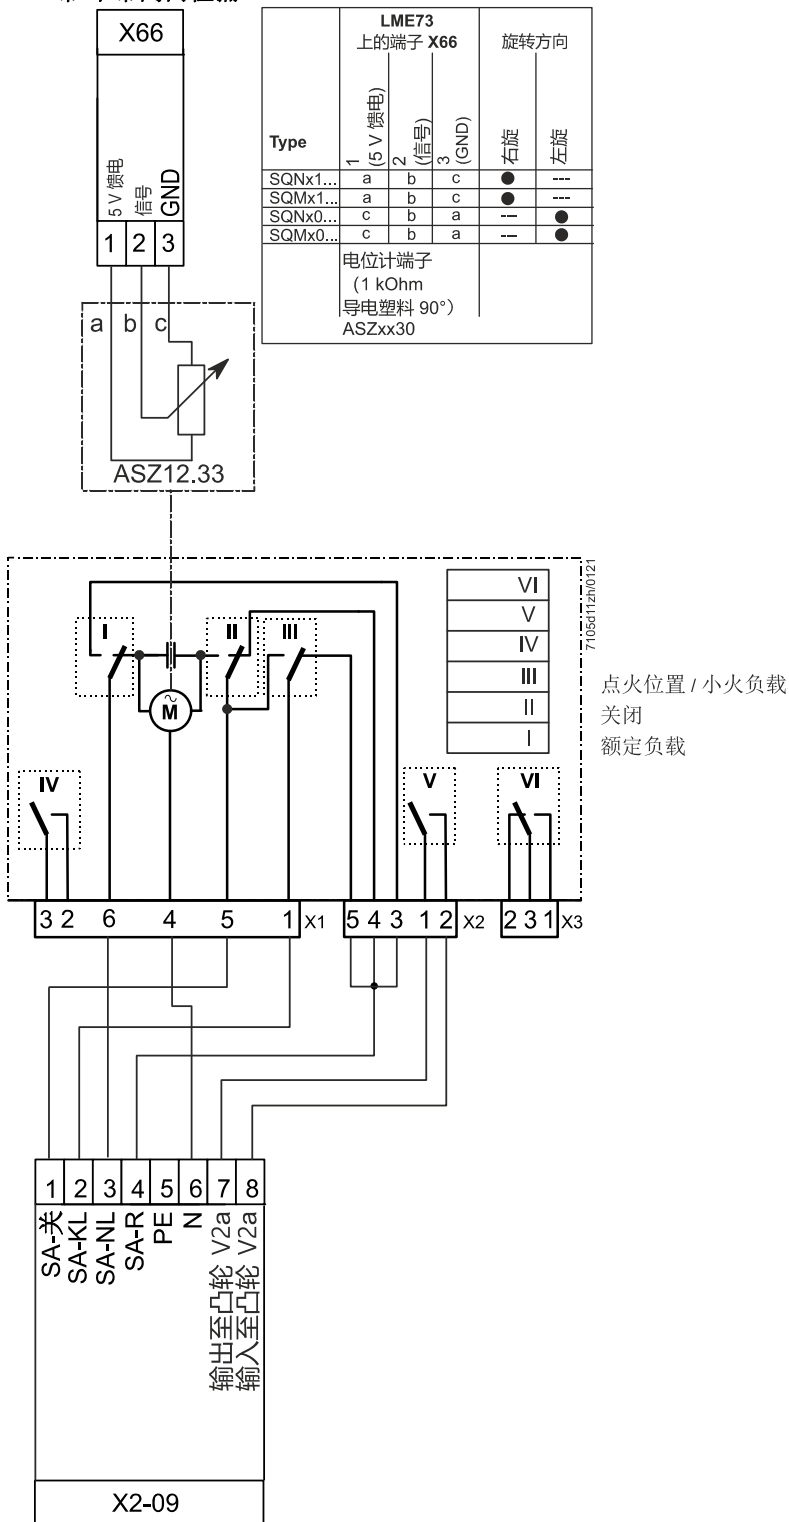 X66
5 V 馈电
信号
GND
1 2 3
a b c
ASZ12.33
LME73
上的端子 X66
旋转方向
Type
1 (5 V 馈电)
2 (信号)
3 (GND)
右旋
左旋
SQNx1... a b c ● ---
SQMx1... a b c ● ---
SQNx0... c b a --- ●
SQMx0... c b a --- ●
电位计端子
(1 kOhm
导电塑料 90°)
ASZxx30
I
II
III
M
~
IV
V
VI
VI
V
IV
III
II
I
7105d11zh/0121
点火位置 / 小火负载
关闭
额定负载
3 2 6 4 5 1 X1
5 4 3 1 2 X2
2 3 1 X3
1 2 3 4 5 6 7 8
SA-关
SA-KL
SA-NL
SA-R
PE
N
输出至凸轮 V2a
输入至凸轮 V2a
X2-09